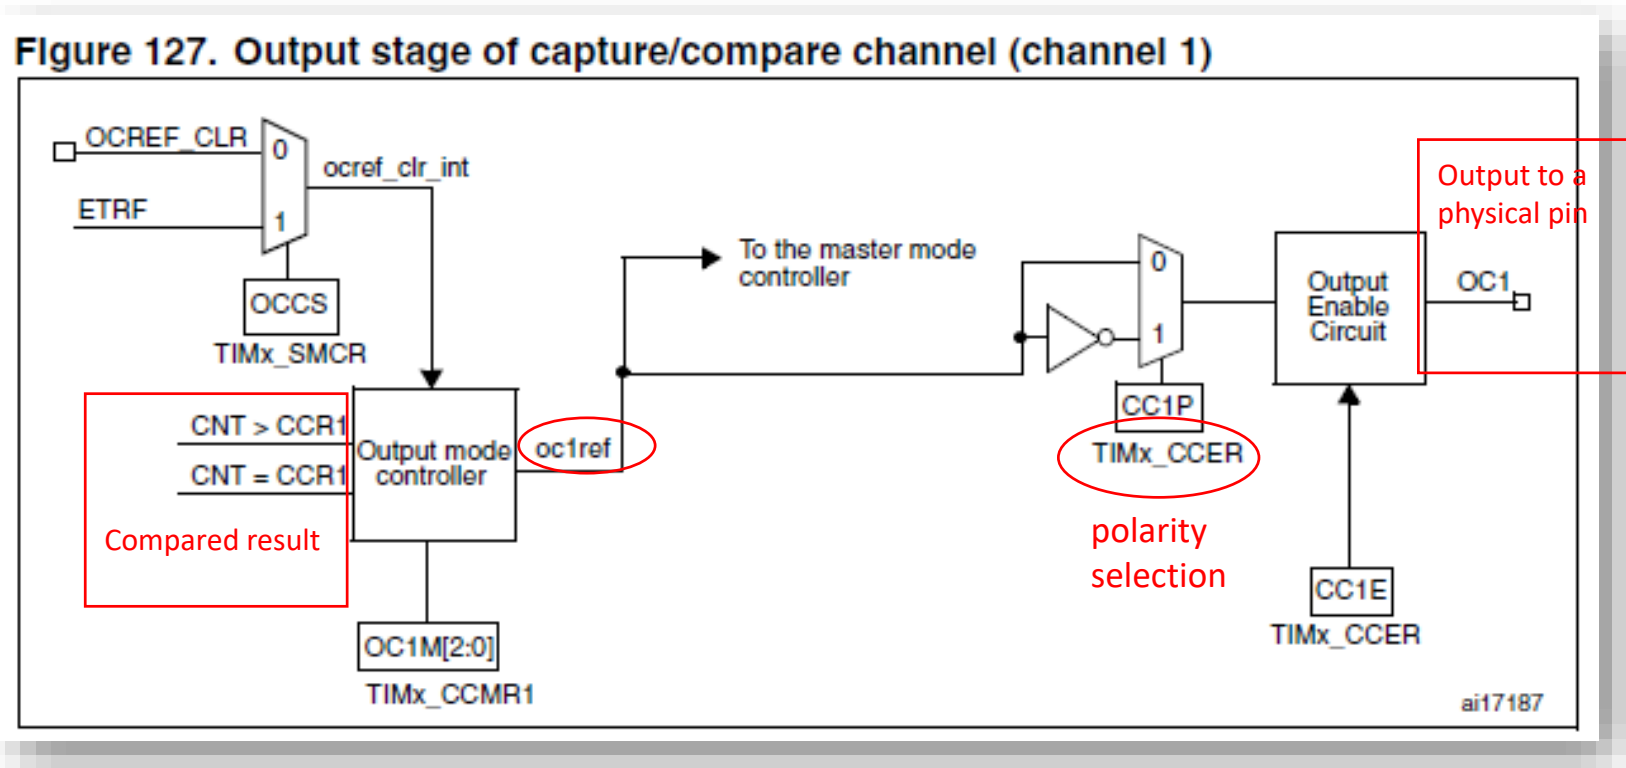 Figure 127. Output stage of capture/compare channel (channel 1)
OCREF_CLR
0
ocref_clr_int
ETRF
1
OCCS
TIMx_SMCR
CNT > CCR1
CNT = CCR1
Compared result
Output mode
controller
oc1ref
OC1M[2:0]
TIMx_CCMR1
To the master mode
controller
0
1
CC1P
TIMx_CCER
polarity
selection
Output
Enable
Circuit
CC1E
TIMx_CCER
Output to a
physical pin
OC1
ai17187